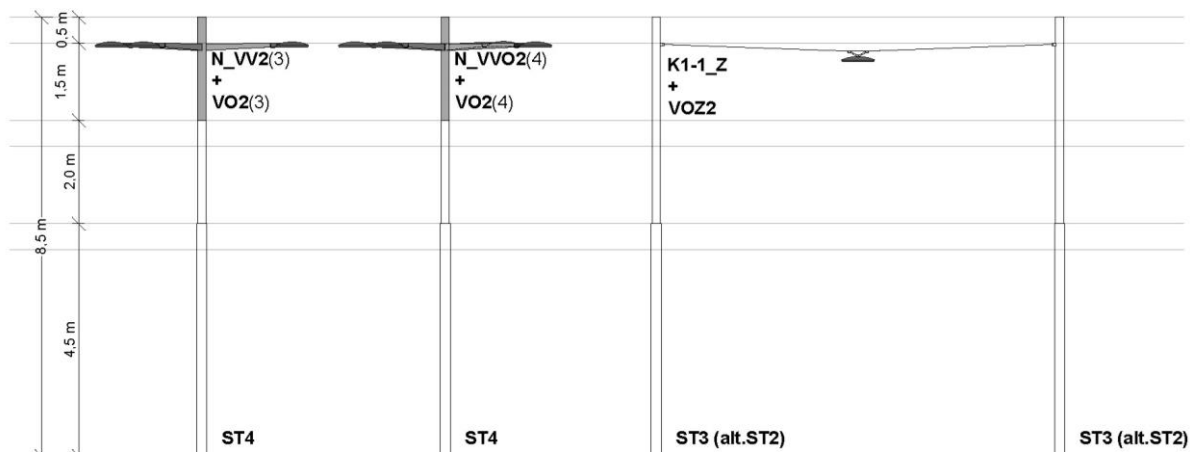 0,5 m
1.5 m
2.0 m
8.5 m
4.5 m
N_VV2(3)
+
VO2(3)
N_VVO2(4)
+
VO2(4)
K1-1_Z
+
VOZ2
ST4
ST4
ST3 (alt.ST2)
ST3 (alt.ST2)